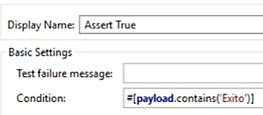 Display Name: Assert True
Basic Settings
Test failure message:
Condition: #[payload.contains('Exito')]